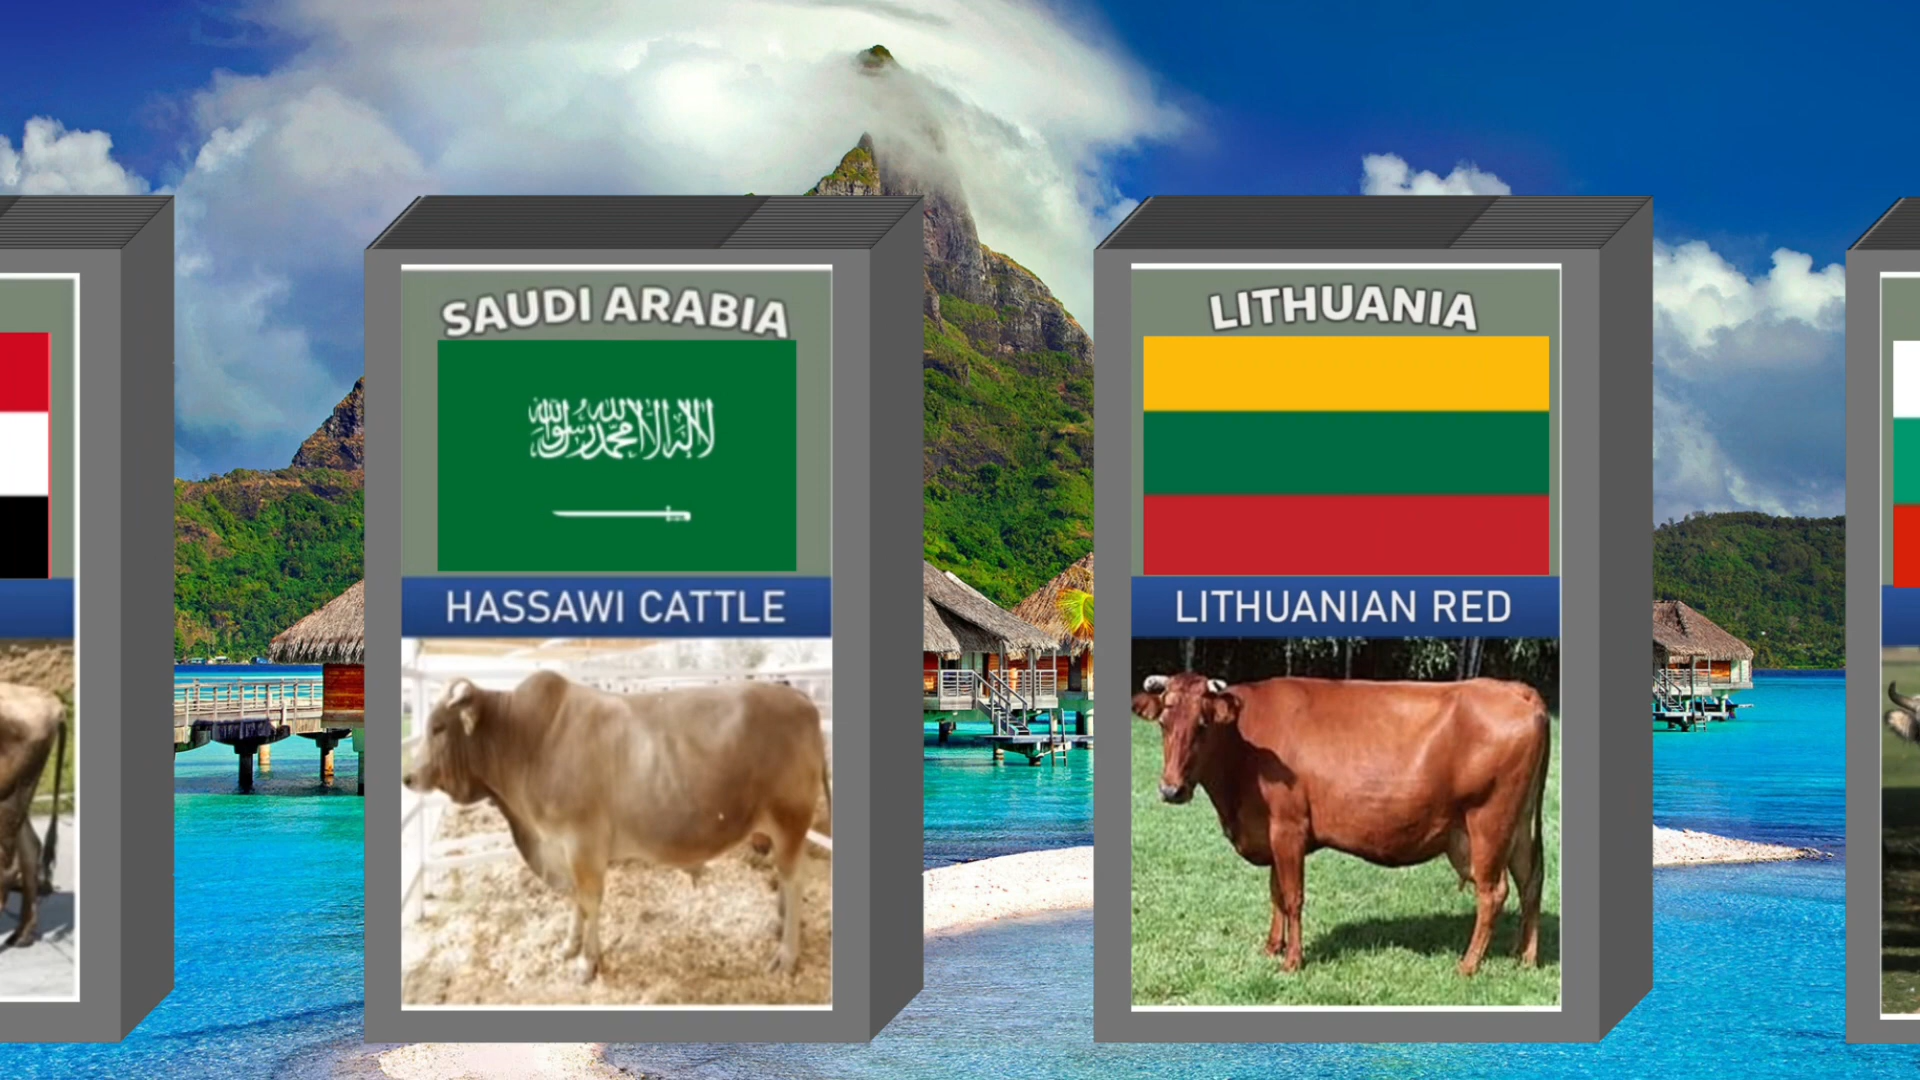 SAUDI ARABIA
لا إله إلا الله محمد رسول الله
HASSAWI CATTLE
LITHUANIA
LITHUANIAN RED